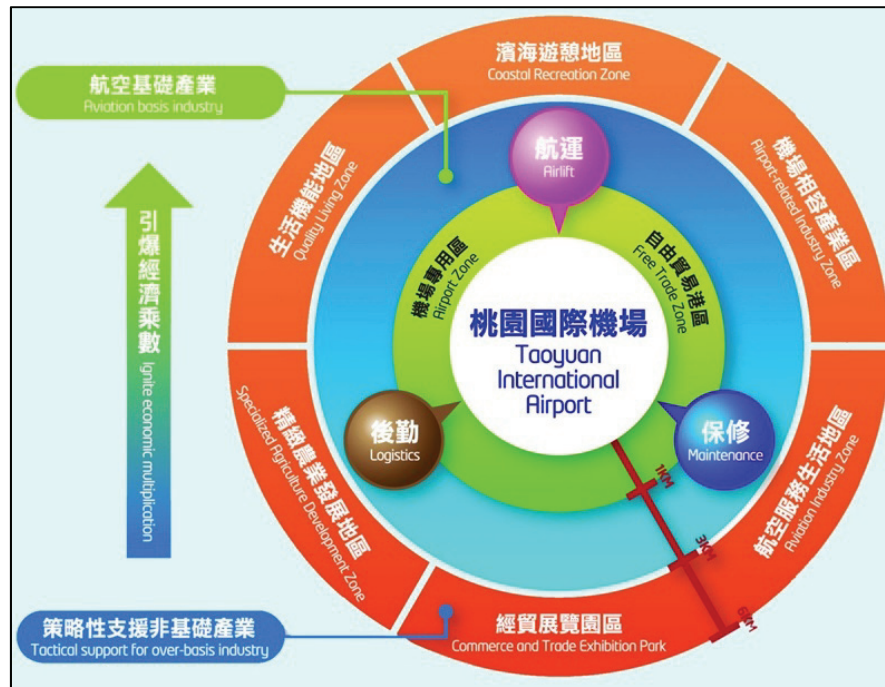 濱海遊憩地區
Coastal Recreation Zone
航空基礎產業
Aviation basis industry
航運
Airlift
機場相容產業區
Airport-related Industry Zone
生活機能地區
Quality Living Zone
機場專用區
Airport Zone
自由貿易港區
Free Trade Zone
引爆經濟乘數
Ignite economic multiplication
桃園國際機場
Taoyuan
International
Airport
後勤
Logistics
保修
Maintenance
精緻農業發展地區
Specialized Agriculture Development Zone
1KM
3KM
6KM
航空服務生活地區
Aviation Industry Zone
策略性支援非基礎產業
Tactical support for over-basis industry
經貿展覽園區
Commerce and Trade Exhibition Park